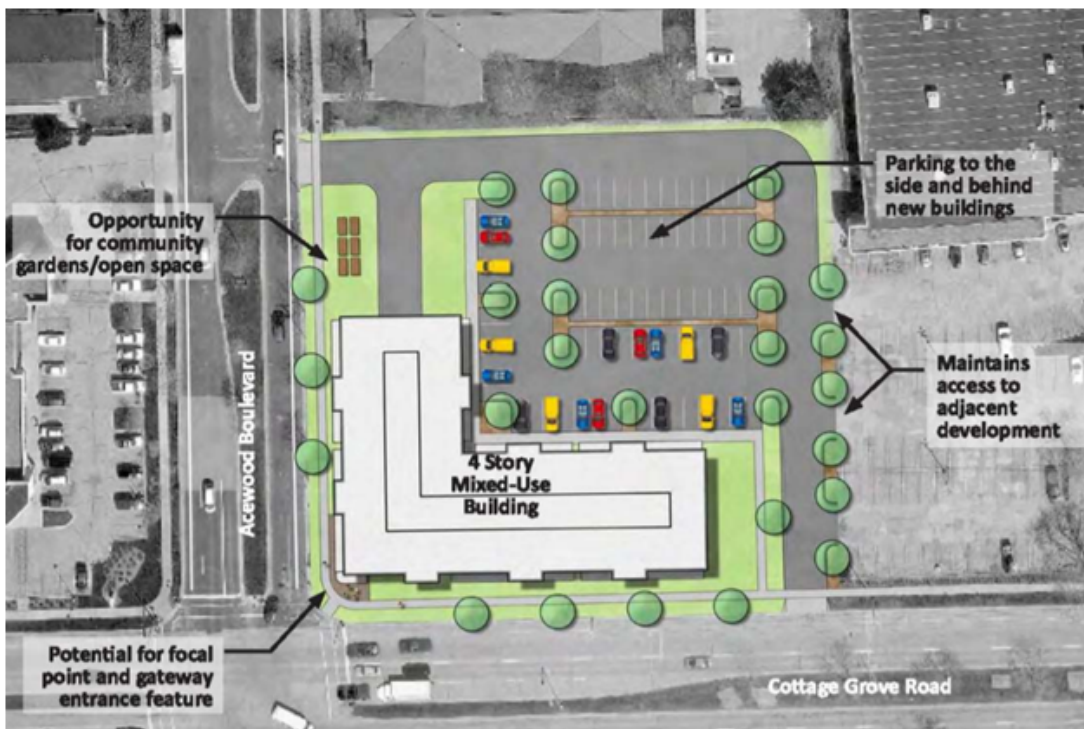 Parking to the
side and behind
new buildings
Opportunity
for community
gardens/open space
Maintains
access to
adjacent
development
Acewood Boulevard
4 Story
Mixed-Use
Building
Potential for focal
point and gateway
entrance feature
Cottage Grove Road